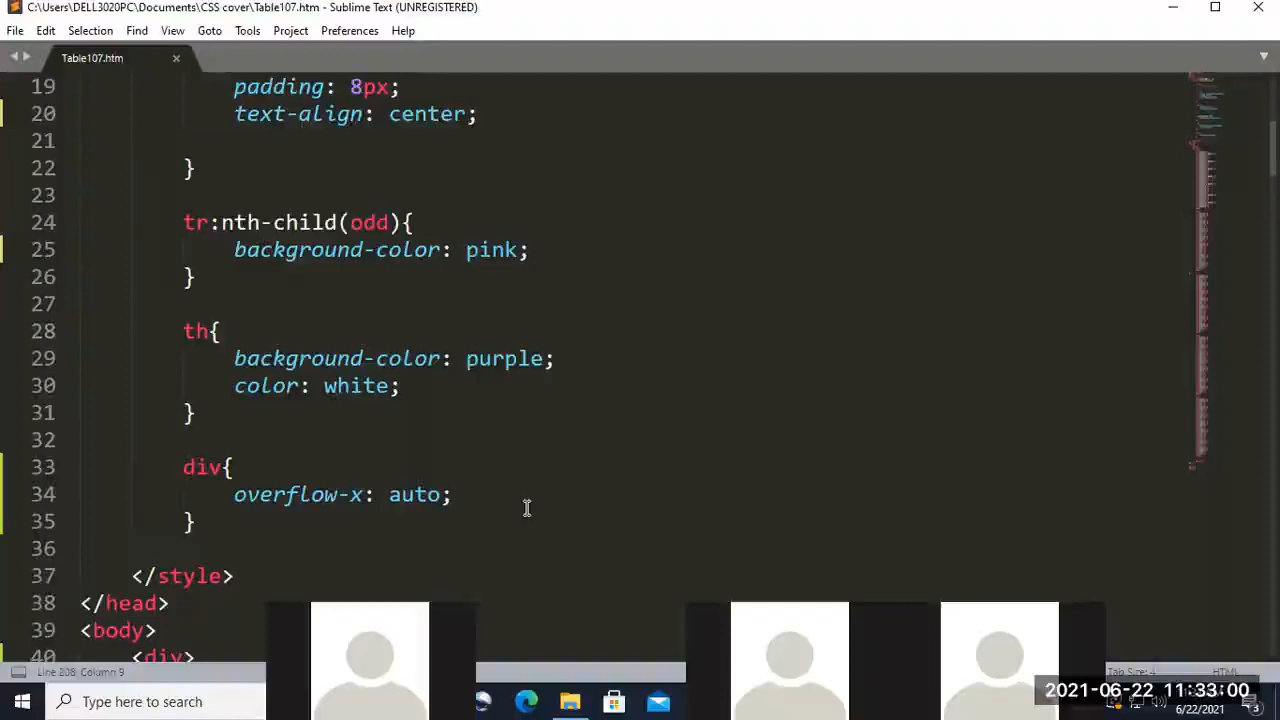 C:\Users\DELL3020PC\Documents\CSS cover\Table107.htm - Sublime Text (UNREGISTERED)
File Edit Selection Find View Goto Tools Project Preferences Help
Table107.htm
19 padding: 8px;
20 text-align: center;
21
22 }
23
24 tr:nth-child(odd){
25 background-color: pink;
26 }
27
28 th{
29 background-color: purple;
30 color: white;
31 }
32
33 div{
34 overflow-x: auto;
35 }
36
37 </style>
38 </head>
39 <body>
40 <div>
Line 208, Column 9
Tab Size: 4 HTML
Type here to search
2021-06-22 11:33:00
6/22/2021
3